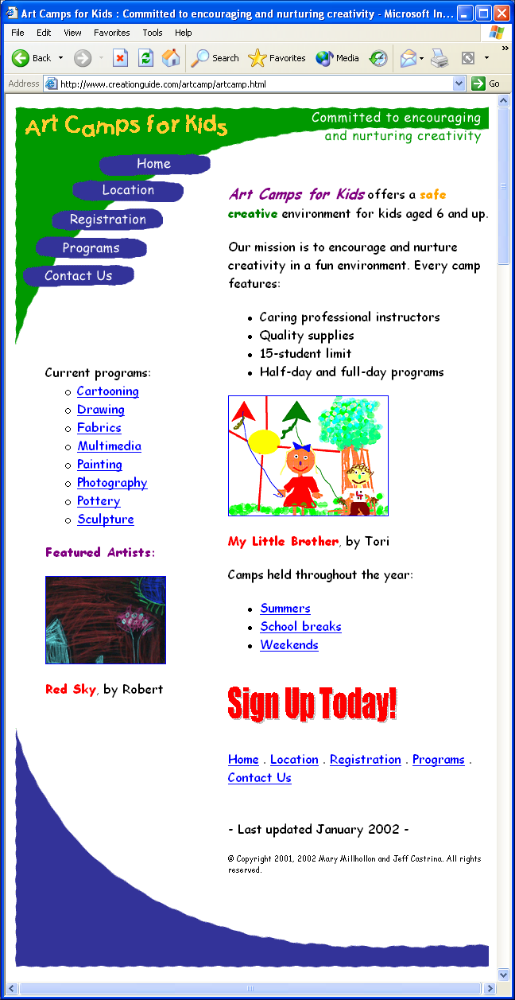 Art Camps for Kids : Committed to encouraging and nurturing creativity - Microsoft In...
File Edit View Favorites Tools Help
Back Search Favorites Media
Address http://www.creationguide.com/artcamp/artcamp.html Go
Art Camps for Kids
Committed to encouraging
and nurturing creativity
Home
Location
Registration
Programs
Contact Us
Art Camps for Kids offers a safe
creative environment for kids aged 6 and up.
Our mission is to encourage and nurture
creativity in a fun environment. Every camp
features:
Caring professional instructors
Quality supplies
15-student limit
Half-day and full-day programs
Current programs:
Cartooning
Drawing
Fabrics
Multimedia
Painting
Photography
Pottery
Sculpture
Featured Artists:
Red Sky, by Robert
My Little Brother, by Tori
Camps held throughout the year:
Summers
School breaks
Weekends
Sign Up Today!
Home . Location . Registration . Programs .
Contact Us
- Last updated January 2002 -
© Copyright 2001, 2002 Mary Millhollon and Jeff Castrina. All rights
reserved.